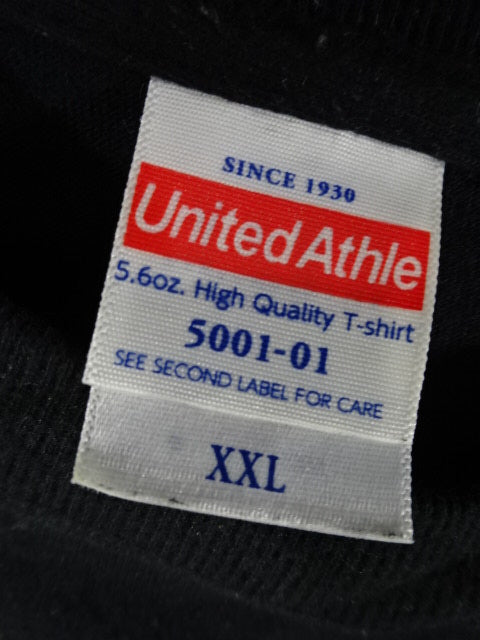 SINCE 1930
United Athle
5.6oz. High Quality T-shirt
5001-01
SEE SECOND LABEL FOR CARE
XXL